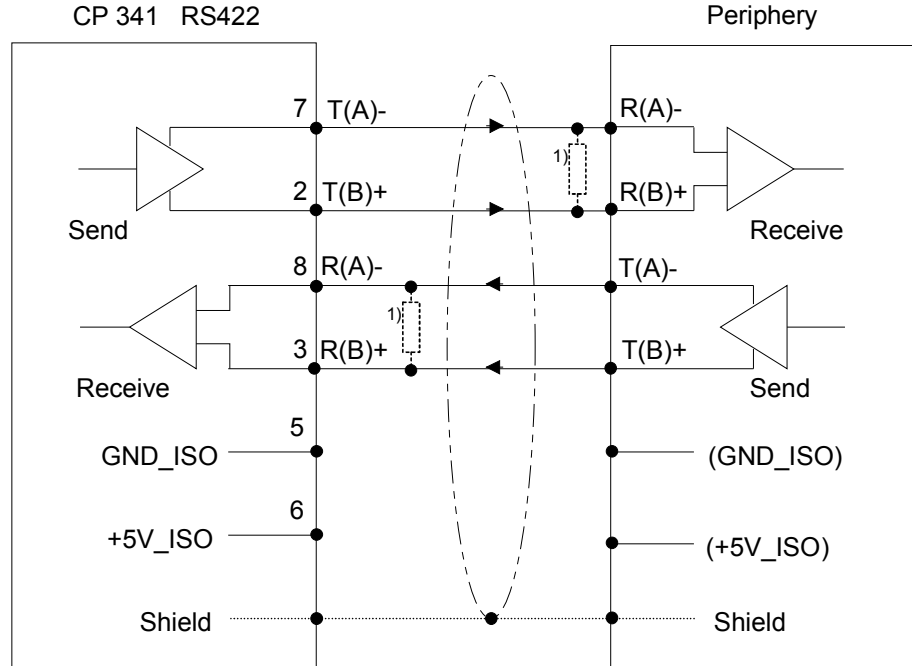 CP 341 RS422
Periphery
7 T(A)-
R(A)-
1)
2 T(B)+
R(B)+
Send
Receive
8 R(A)-
T(A)-
1)
3 R(B)+
T(B)+
Receive
Send
5
GND_ISO
(GND_ISO)
6
+5V_ISO
(+5V_ISO)
Shield
Shield